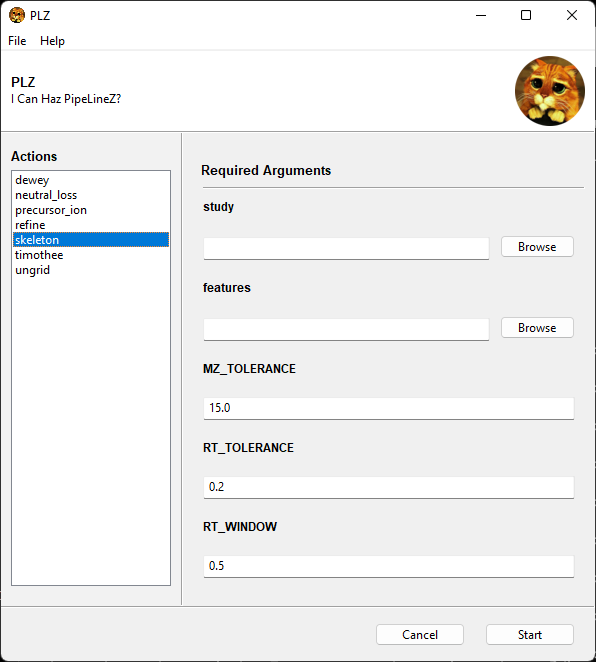 PLZ
File Help
PLZ
I Can Haz PipeLineZ?
Actions
dewey
neutral_loss
precursor_ion
refine
skeleton
timothee
ungrid
Required Arguments
study
Browse
features
Browse
MZ_TOLERANCE
15.0
RT_TOLERANCE
0.2
RT_WINDOW
0.5
Cancel Start